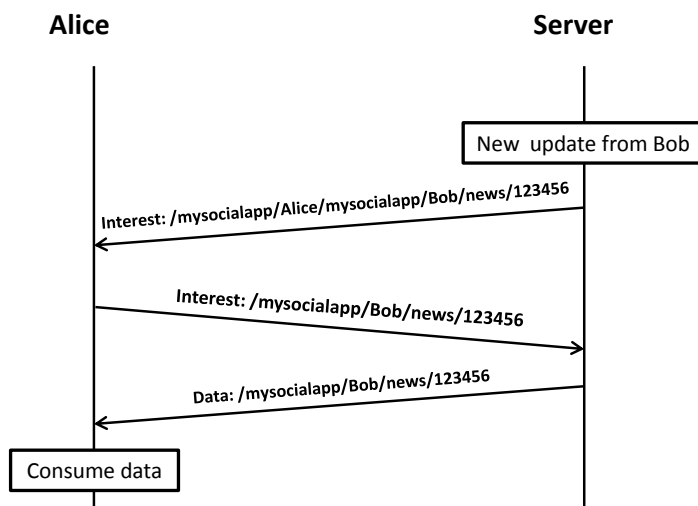 Alice
Server
New update from Bob
Interest: /mysocialapp/Alice/mysocialapp/Bob/news/123456
Interest: /mysocialapp/Bob/news/123456
Data: /mysocialapp/Bob/news/123456
Consume data